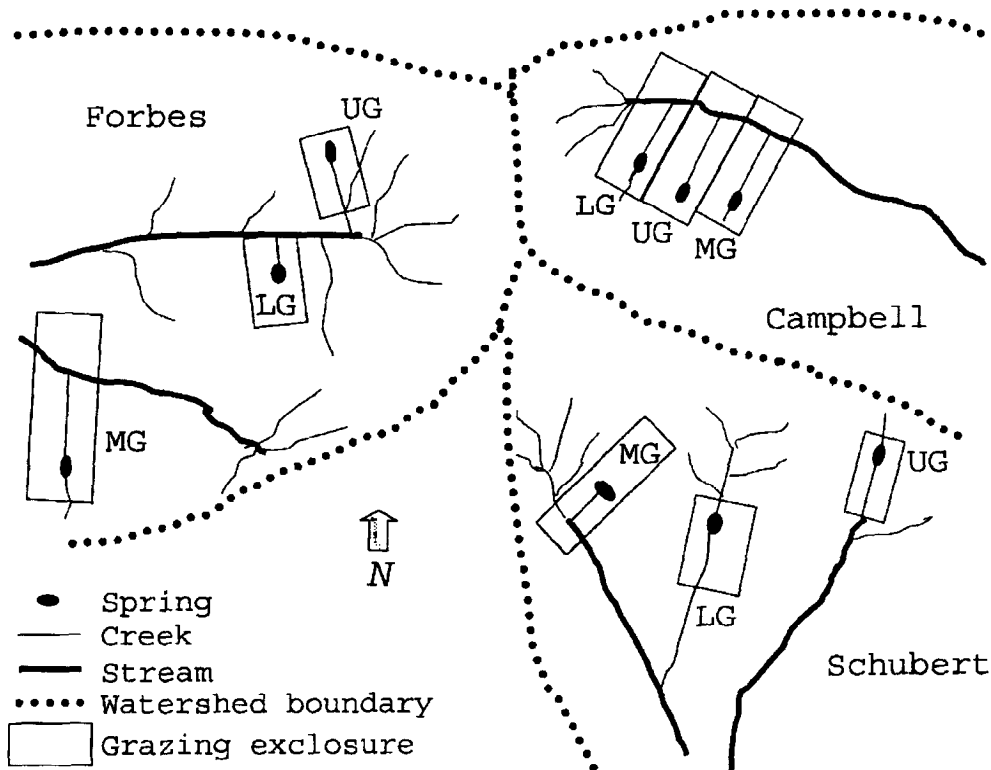 Forbes
UG
LG
MG
LG
UG
MG
Campbell
MG
LG
UG
Schubert
N
Spring
Creek
Stream
Watershed boundary
Grazing exclosure